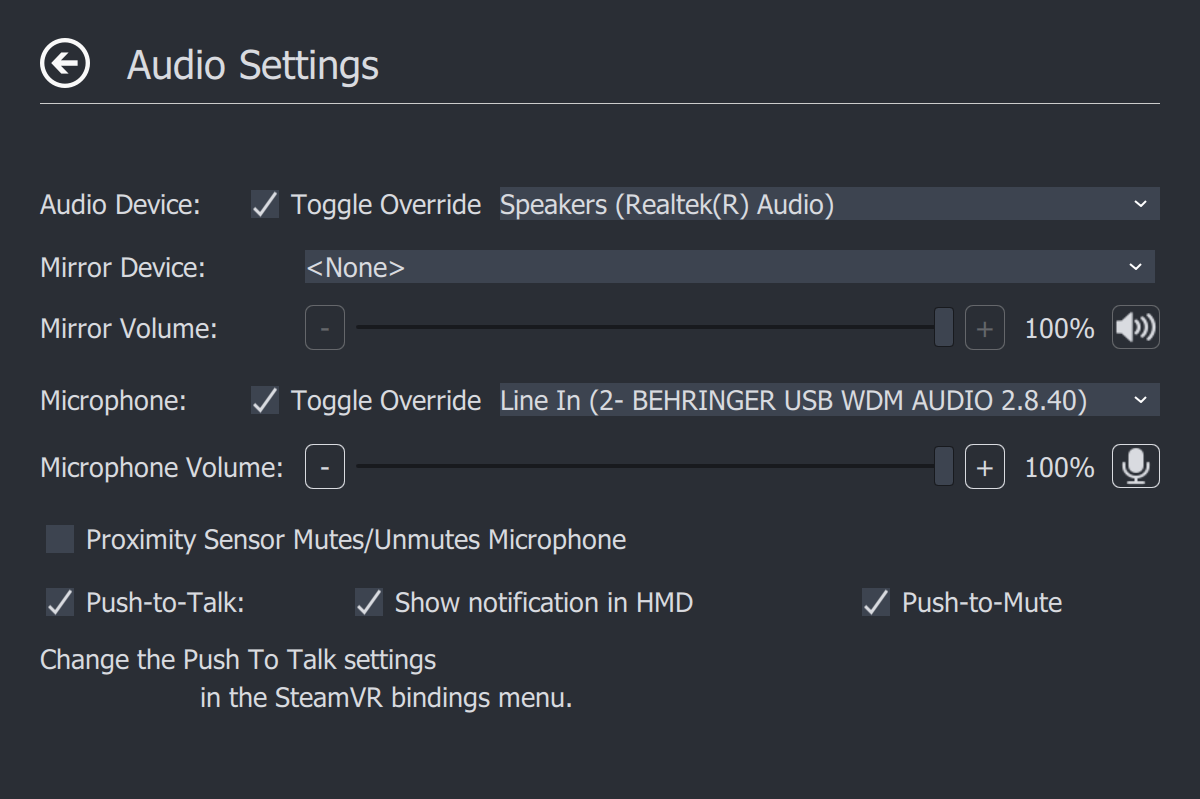 Audio Settings
Audio Device: Toggle Override Speakers (Realtek(R) Audio)
Mirror Device: <None>
Mirror Volume: - + 100%
Microphone: Toggle Override Line In (2- BEHRINGER USB WDM AUDIO 2.8.40)
Microphone Volume: - + 100%
Proximity Sensor Mutes/Unmutes Microphone
Push-to-Talk: Show notification in HMD Push-to-Mute
Change the Push To Talk settings
in the SteamVR bindings menu.